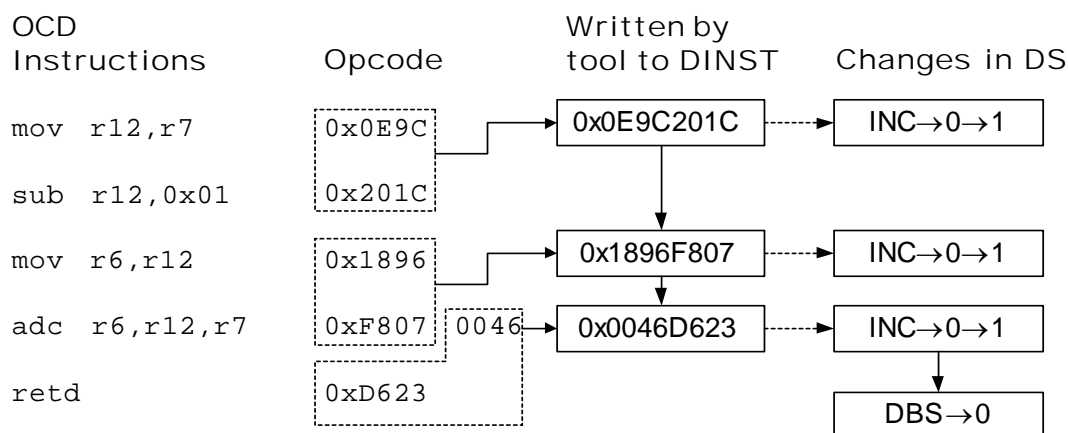 OCD Instructions
Opcode
Written by tool to DINST
Changes in DS
mov r12,r7
0x0E9C
0x0E9C201C
INC→0→1
sub r12,0x01
0x201C
mov r6,r12
0x1896
0x1896F807
INC→0→1
adc r6,r12,r7
0xF807 0046
0x0046D623
INC→0→1
retd
0xD623
DBS→0